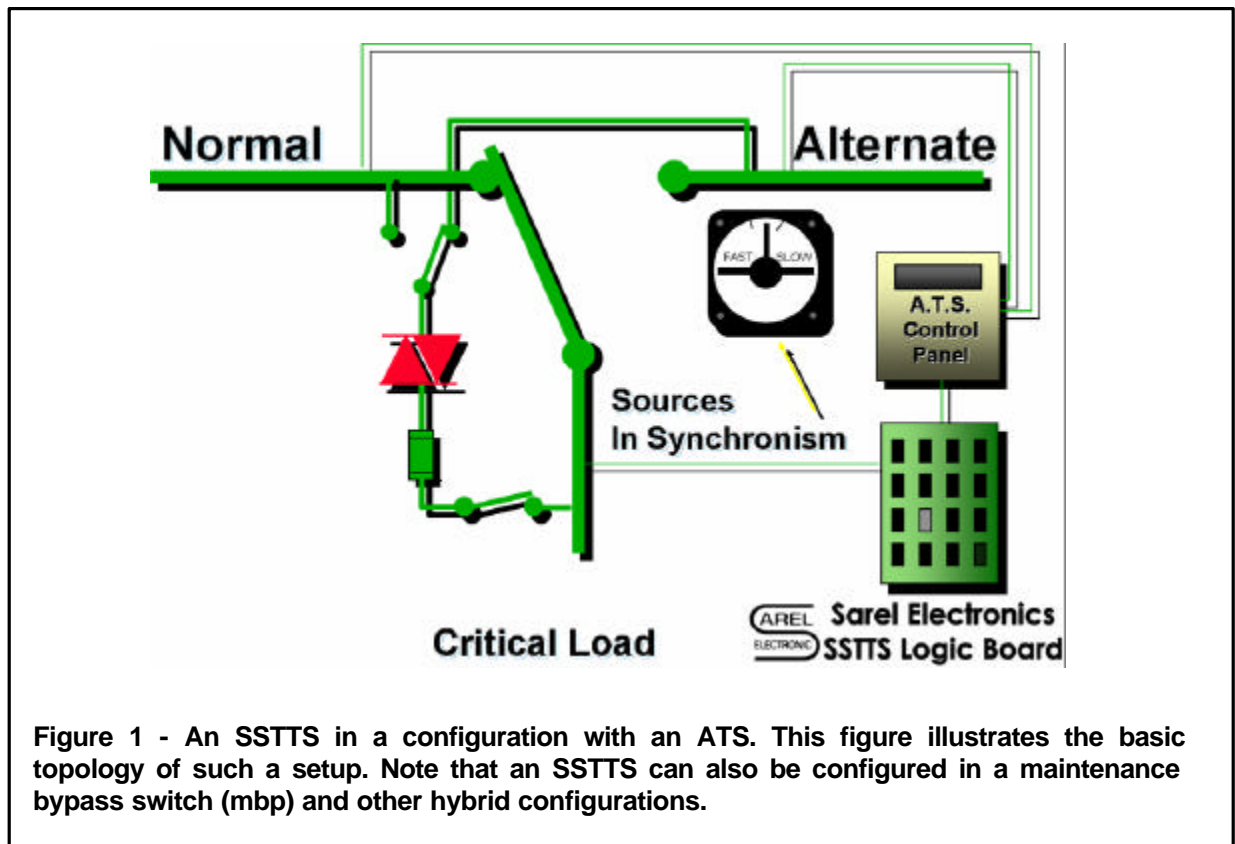 Normal
Alternate
FAST
SLOW
A.T.S.
Control
Panel
Sources
In Synchronism
Critical Load
AREL
ELECTRONIC
Sarel Electronics
SSTTS Logic Board
Figure 1 - An SSTTS in a configuration with an ATS. This figure illustrates the basic
topology of such a setup. Note that an SSTTS can also be configured in a maintenance
bypass switch (mbp) and other hybrid configurations.